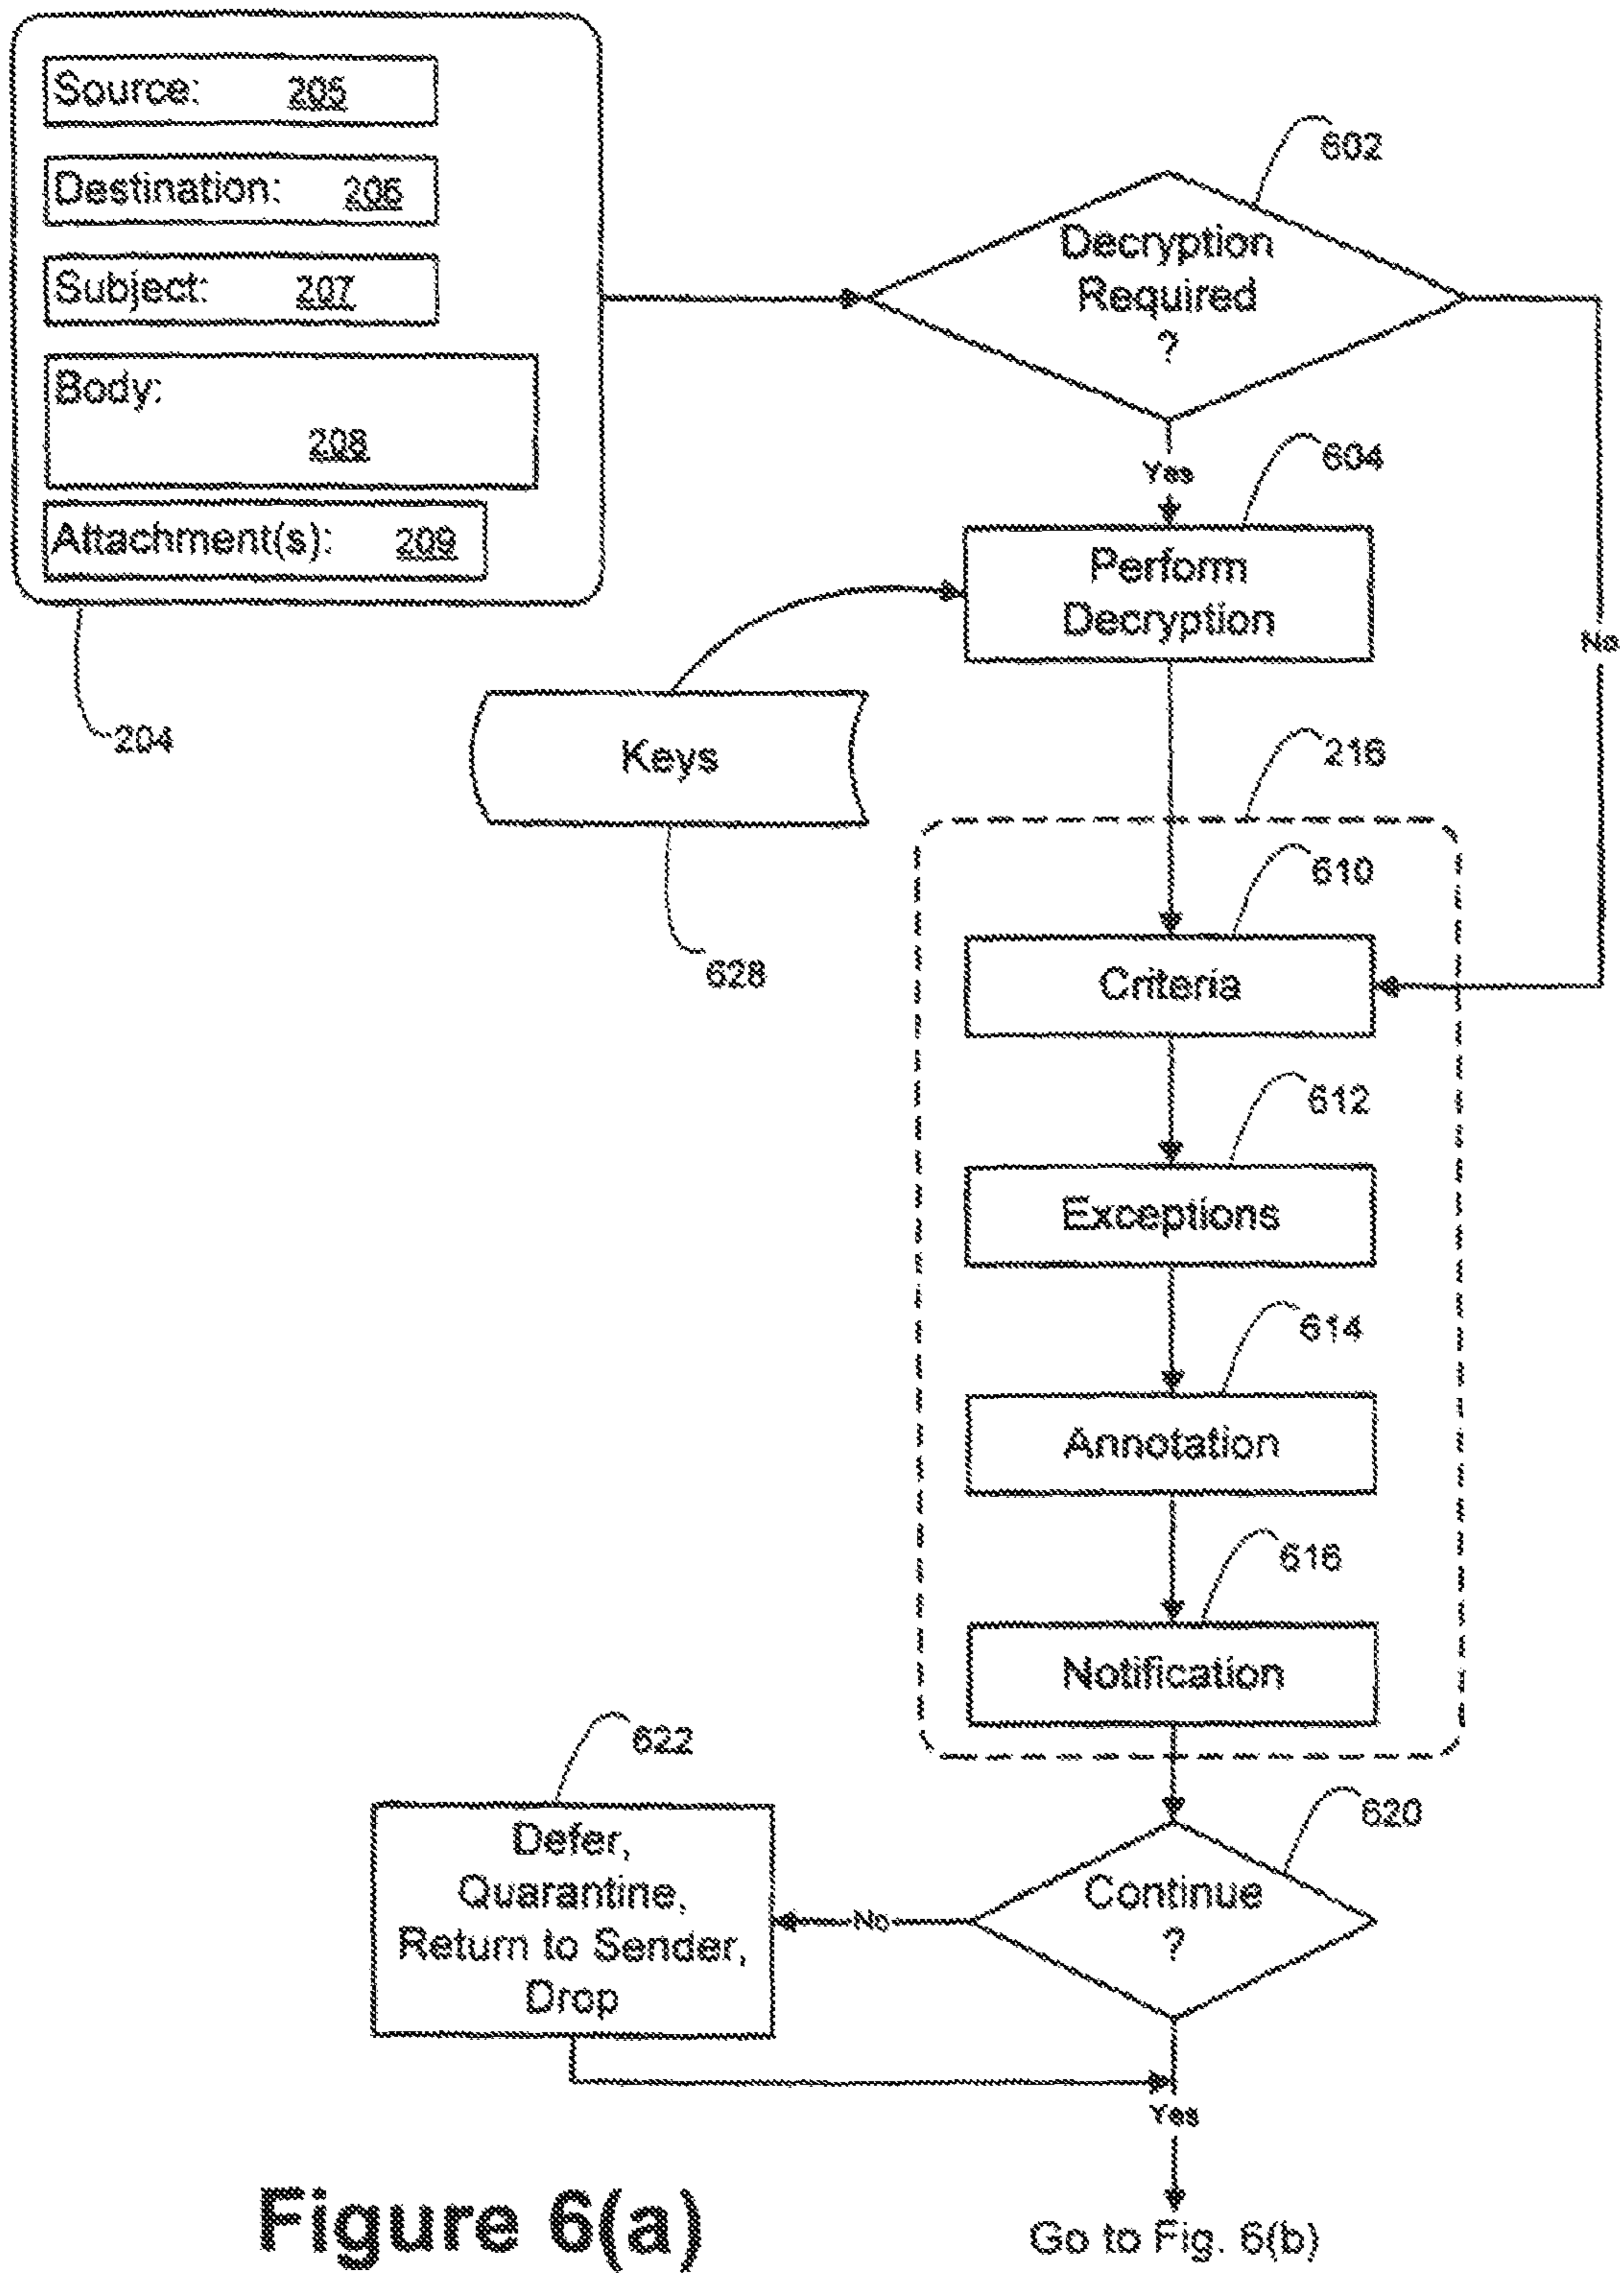 Source: 205
Destination: 206
Subject: 207
Body:
208
Attachment(s): 209
204
602
Decryption
Required
?
Yes
No
604
Perform
Decryption
Keys
628
216
610
Criteria
612
Exceptions
614
Annotation
616
Notification
620
Continue
?
No
622
Defer,
Quarantine,
Return to Sender,
Drop
Yes
Go to Fig. 6(b)
Figure 6(a)